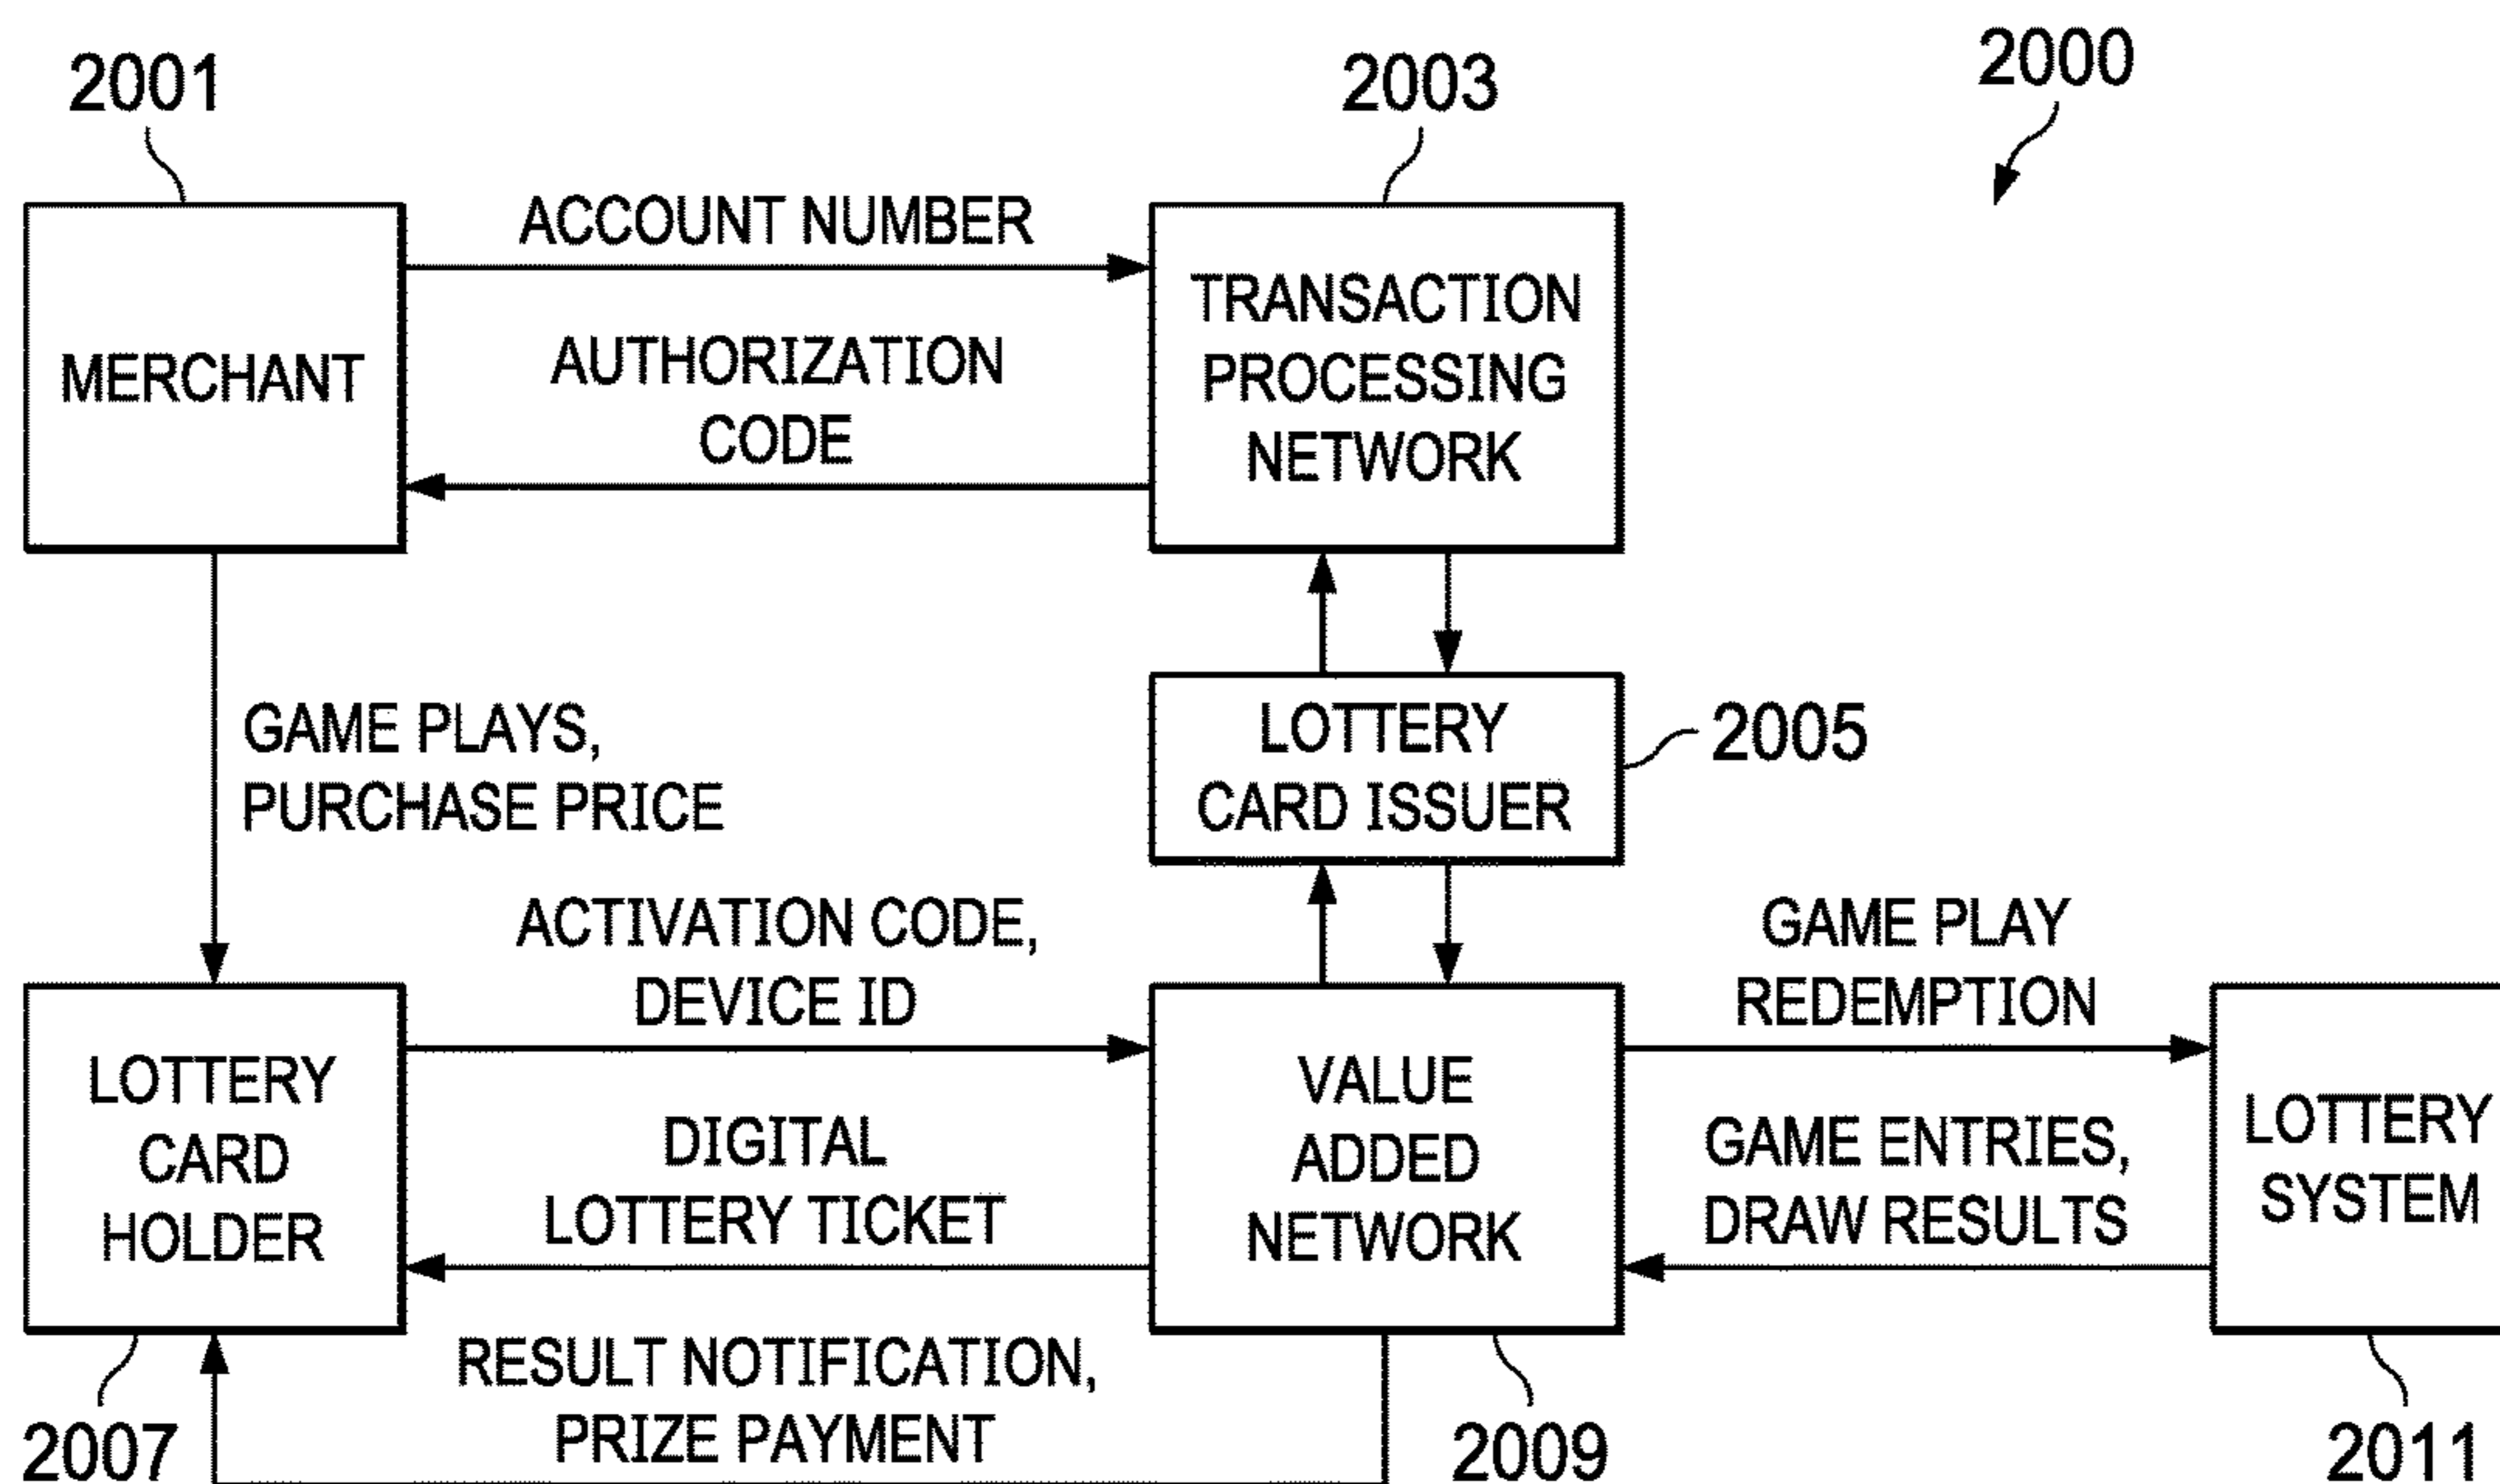 2001
2003
2000
ACCOUNT NUMBER
AUTHORIZATION
CODE
MERCHANT
TRANSACTION
PROCESSING
NETWORK
GAME PLAYS,
PURCHASE PRICE
LOTTERY
CARD ISSUER
2005
ACTIVATION CODE,
DEVICE ID
GAME PLAY
REDEMPTION
LOTTERY
CARD
HOLDER
DIGITAL
LOTTERY TICKET
VALUE
ADDED
NETWORK
GAME ENTRIES,
DRAW RESULTS
LOTTERY
SYSTEM
RESULT NOTIFICATION,
PRIZE PAYMENT
2007
2009
2011